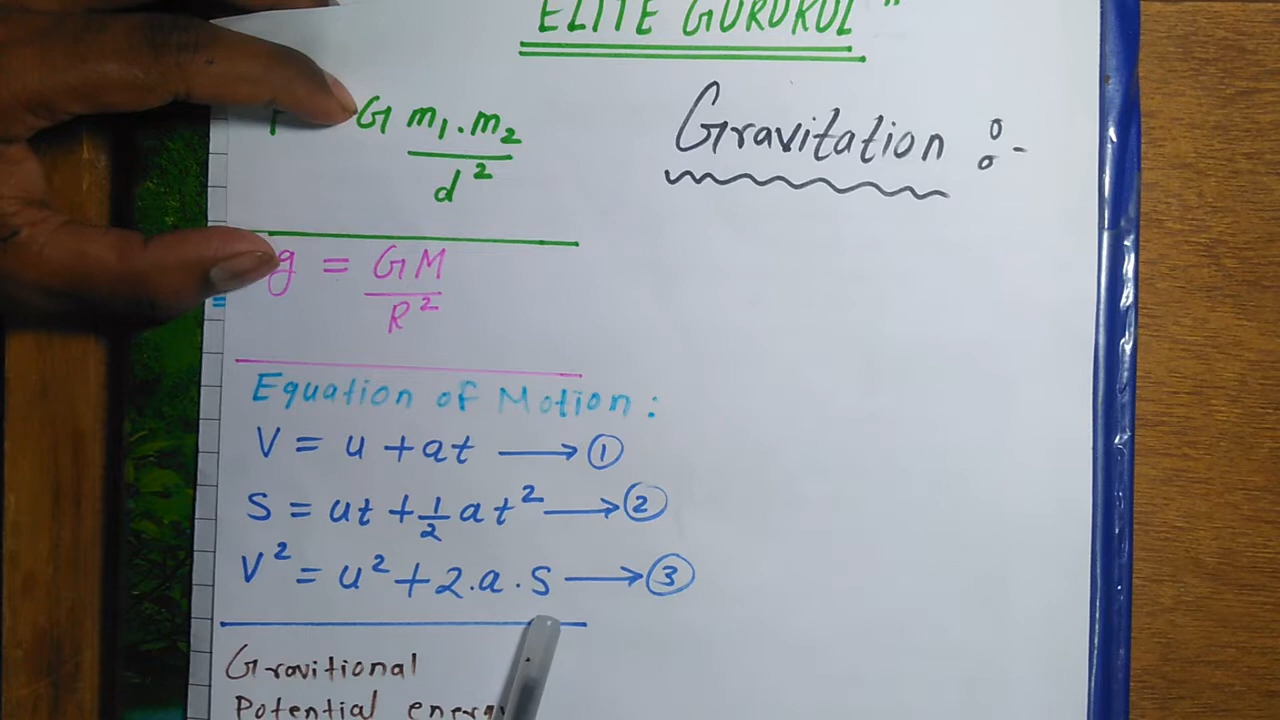 ELITE GURUKUL "
Gravitation :-
G m₁.m₂
d²
g = GM
R²
Equation of Motion :
V = u + at → ①
S = ut + ½ at² → ②
V² = u² + 2.a.S → ③
Gravitional
Potential energy